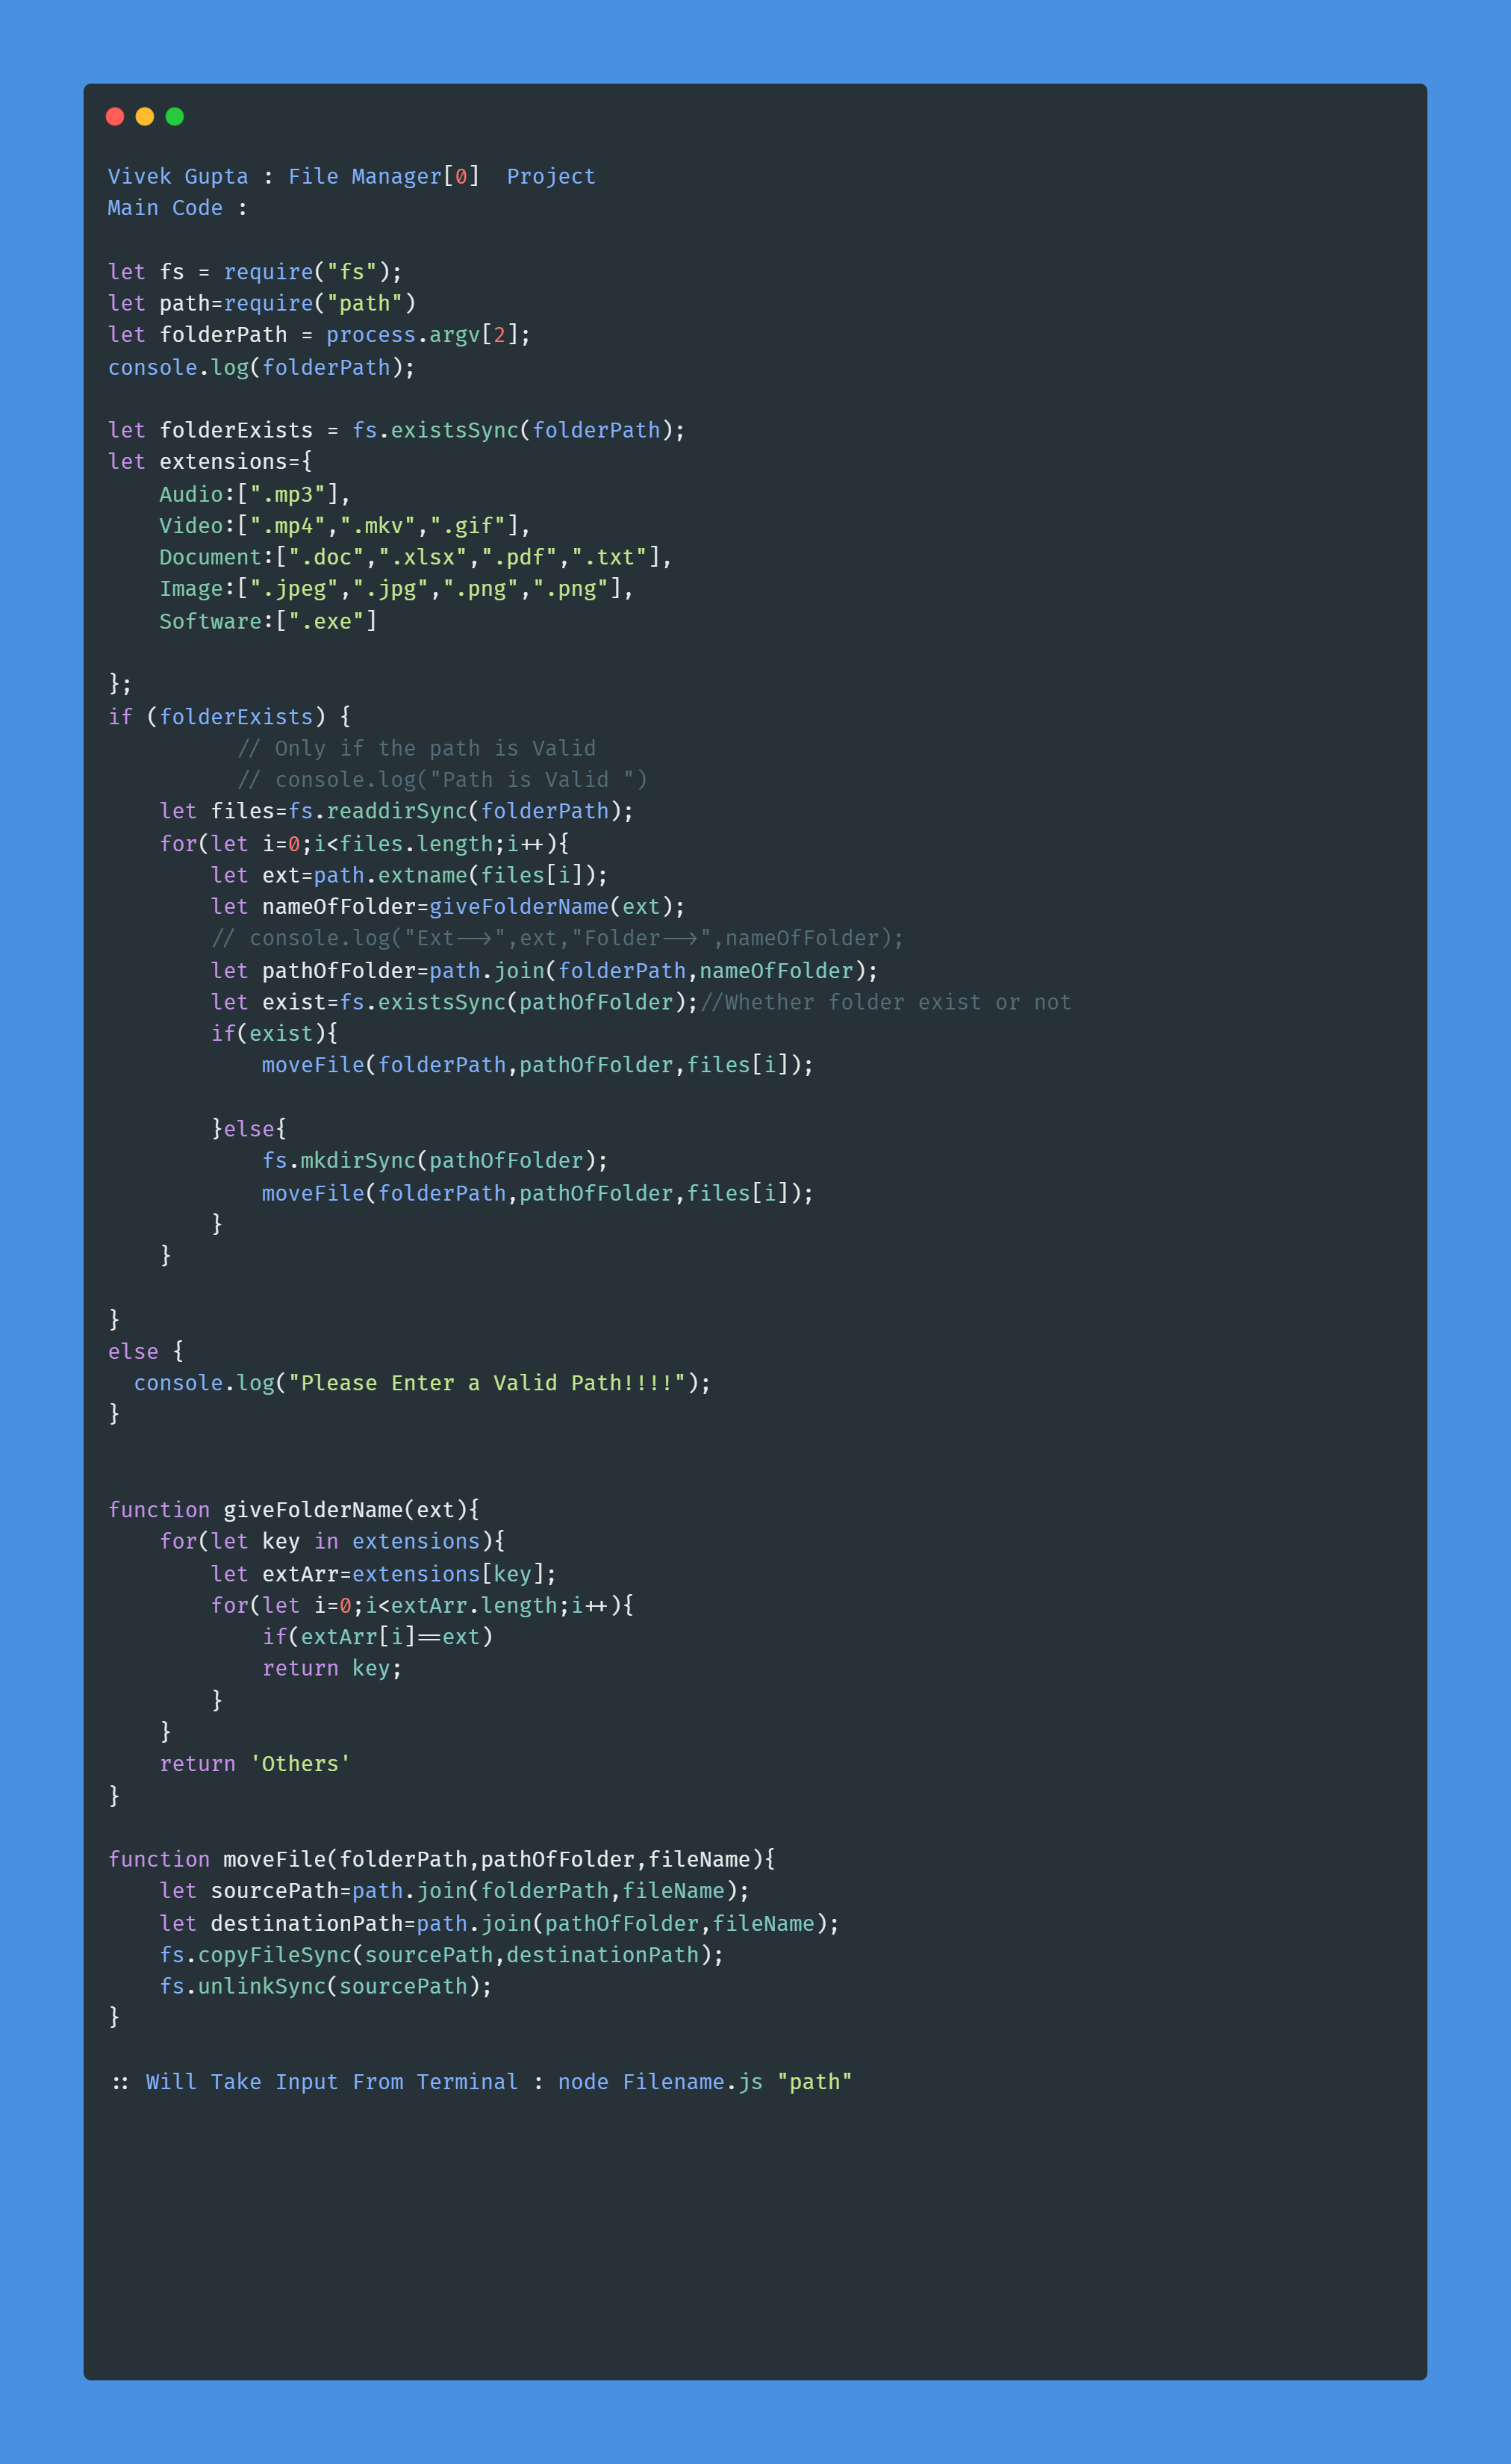 Vivek Gupta : File Manager[0]  Project
Main Code :

let fs = require("fs");
let path=require("path")
let folderPath = process.argv[2];
console.log(folderPath);

let folderExists = fs.existsSync(folderPath);
let extensions={
    Audio:[".mp3"],
    Video:[".mp4",".mkv",".gif"],
    Document:[".doc",".xlsx",".pdf",".txt"],
    Image:[".jpeg",".jpg",".png",".png"],
    Software:[".exe"]

};
if (folderExists) {
          // Only if the path is Valid
          // console.log("Path is Valid ")
    let files=fs.readdirSync(folderPath);
    for(let i=0;i<files.length;i++){
        let ext=path.extname(files[i]);
        let nameOfFolder=giveFolderName(ext);
        // console.log("Ext-->",ext,"Folder-->",nameOfFolder);
        let pathOfFolder=path.join(folderPath,nameOfFolder);
        let exist=fs.existsSync(pathOfFolder);//Whether folder exist or not
        if(exist){
            moveFile(folderPath,pathOfFolder,files[i]);

        }else{
            fs.mkdirSync(pathOfFolder);
            moveFile(folderPath,pathOfFolder,files[i]);
        }
    }

}
else {
  console.log("Please Enter a Valid Path!!!!");
}


function giveFolderName(ext){
    for(let key in extensions){
        let extArr=extensions[key];
        for(let i=0;i<extArr.length;i++){
            if(extArr[i]==ext)
            return key;
        }
    }
    return 'Others'
}

function moveFile(folderPath,pathOfFolder,fileName){
    let sourcePath=path.join(folderPath,fileName);
    let destinationPath=path.join(pathOfFolder,fileName);
    fs.copyFileSync(sourcePath,destinationPath);
    fs.unlinkSync(sourcePath);
}

:: Will Take Input From Terminal : node Filename.js "path"